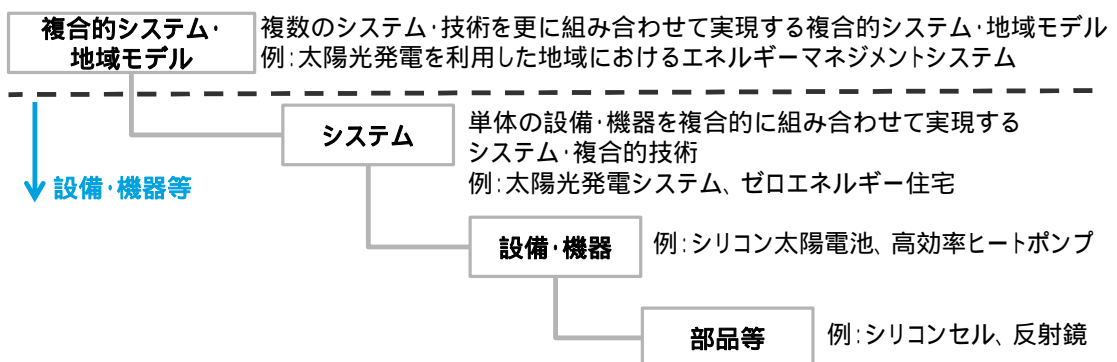 複合的システム・
地域モデル
複数のシステム・技術を更に組み合わせて実現する複合的システム・地域モデル
例：太陽光発電を利用した地域におけるエネルギーマネジメントシステム
システム
単体の設備・機器を複合的に組み合わせて実現する
システム・複合的技術
例：太陽光発電システム、ゼロエネルギー住宅
設備・機器等
設備・機器
例：シリコン太陽電池、高効率ヒートポンプ
部品等
例：シリコンセル、反射鏡